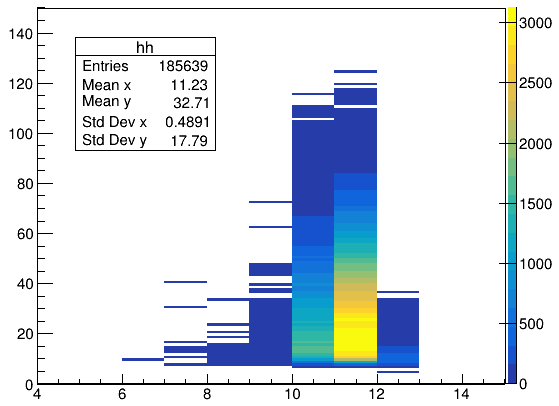 hh
Entries 185639
Mean x 11.23
Mean y 32.71
Std Dev x 0.4891
Std Dev y 17.79
140
120
100
80
60
40
20
0
4 6 8 10 12 14
3000
2500
2000
1500
1000
500
0